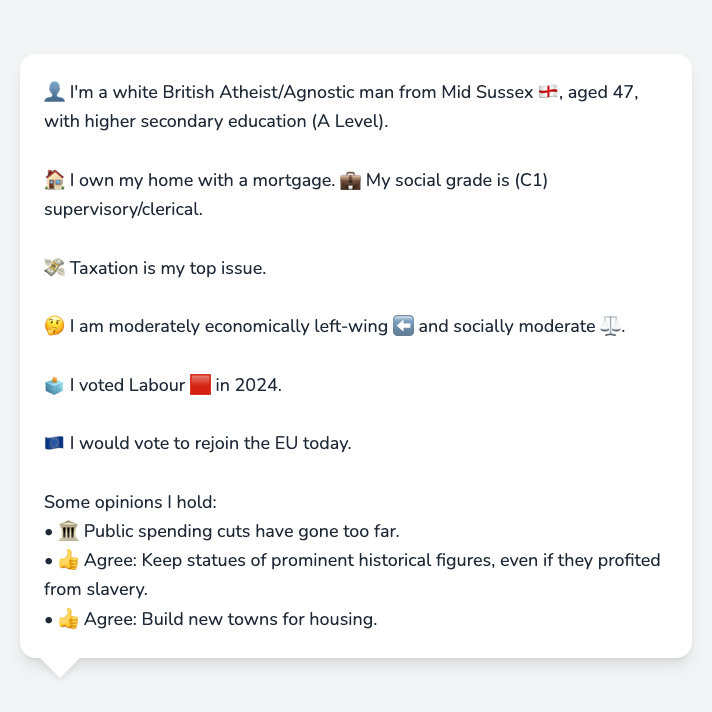 👤 I'm a white British Atheist/Agnostic man from Mid Sussex 🏴󠁧󠁢󠁥󠁮󠁧󠁿, aged 47,
with higher secondary education (A Level).
🏠 I own my home with a mortgage. 💼 My social grade is (C1)
supervisory/clerical.
💸 Taxation is my top issue.
🤔 I am moderately economically left-wing ⬅️ and socially moderate ⚖️.
🗳️ I voted Labour 🟥 in 2024.
🇪🇺 I would vote to rejoin the EU today.
Some opinions I hold:
• 🏛️ Public spending cuts have gone too far.
• 👍 Agree: Keep statues of prominent historical figures, even if they profited
from slavery.
• 👍 Agree: Build new towns for housing.